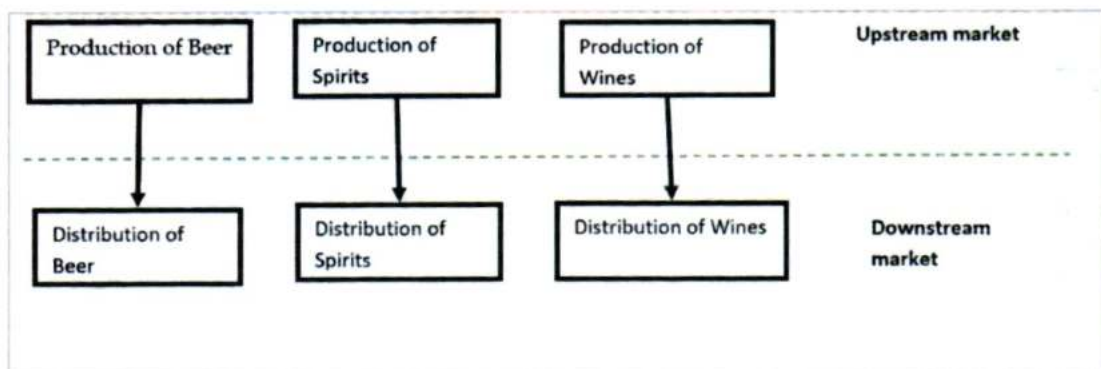 Production of Beer
Production of
Spirits
Production of
Wines
Upstream market
Distribution of
Beer
Distribution of
Spirits
Distribution of Wines
Downstream
market